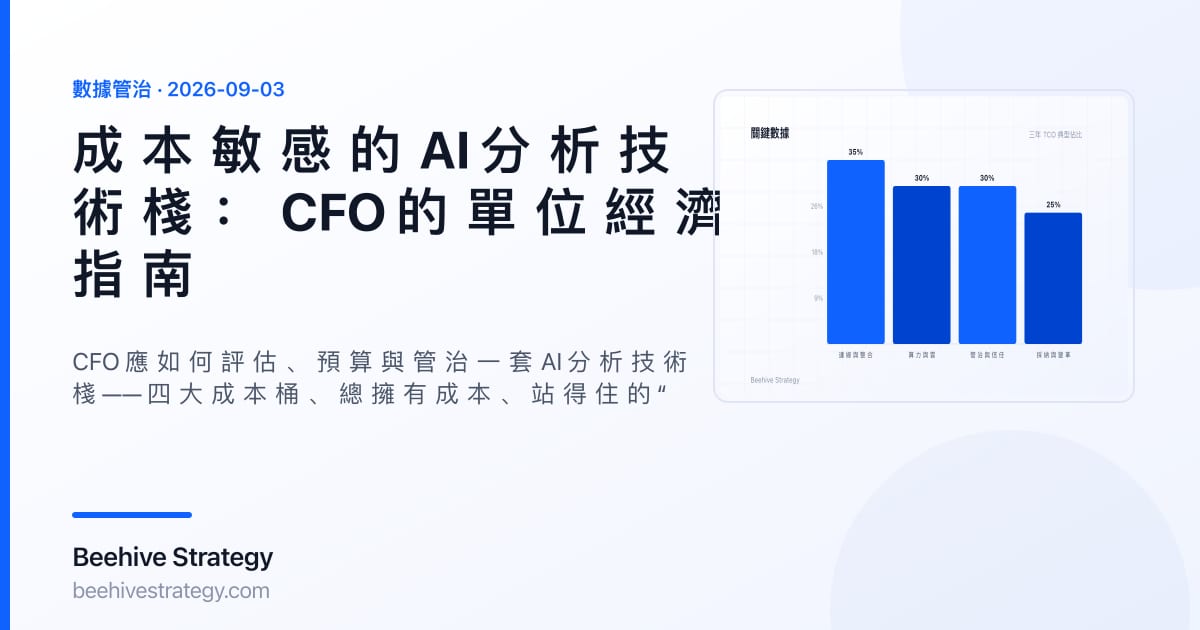 數據管治 · 2026-09-03
成本敏感的AI分析技
術棧：CFO的單位經濟
指南
CFO應如何評估、預算與管治一套AI分析技術
棧——四大成本桶、總擁有成本、站得住的“
Beehive Strategy
beehivestrategy.com
關鍵數據
三年 TCO 典型佔比
35%
30%
30%
25%
26%
18%
9%
連線與整合
算力與雲
管治與信任
採納與變革
Beehive Strategy